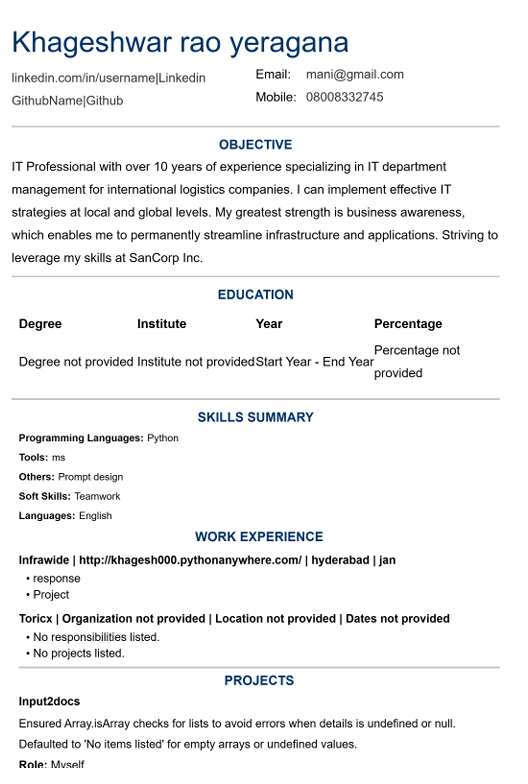 Khageshwar rao yeragana
linkedin.com/in/username|Linkedin
GithubName|Github
Email: mani@gmail.com
Mobile: 08008332745
OBJECTIVE
IT Professional with over 10 years of experience specializing in IT department
management for international logistics companies. I can implement effective IT
strategies at local and global levels. My greatest strength is business awareness,
which enables me to permanently streamline infrastructure and applications. Striving to
leverage my skills at SanCorp Inc.
EDUCATION
Degree Institute Year Percentage
Degree not provided Institute not provided Start Year - End Year Percentage not
provided
SKILLS SUMMARY
Programming Languages: Python
Tools: ms
Others: Prompt design
Soft Skills: Teamwork
Languages: English
WORK EXPERIENCE
Infrawide | http://khagesh000.pythonanywhere.com/ | hyderabad | jan
• response
• Project
Toricx | Organization not provided | Location not provided | Dates not provided
• No responsibilities listed.
• No projects listed.
PROJECTS
Input2docs
Ensured Array.isArray checks for lists to avoid errors when details is undefined or null.
Defaulted to 'No items listed' for empty arrays or undefined values.
Role: Myself